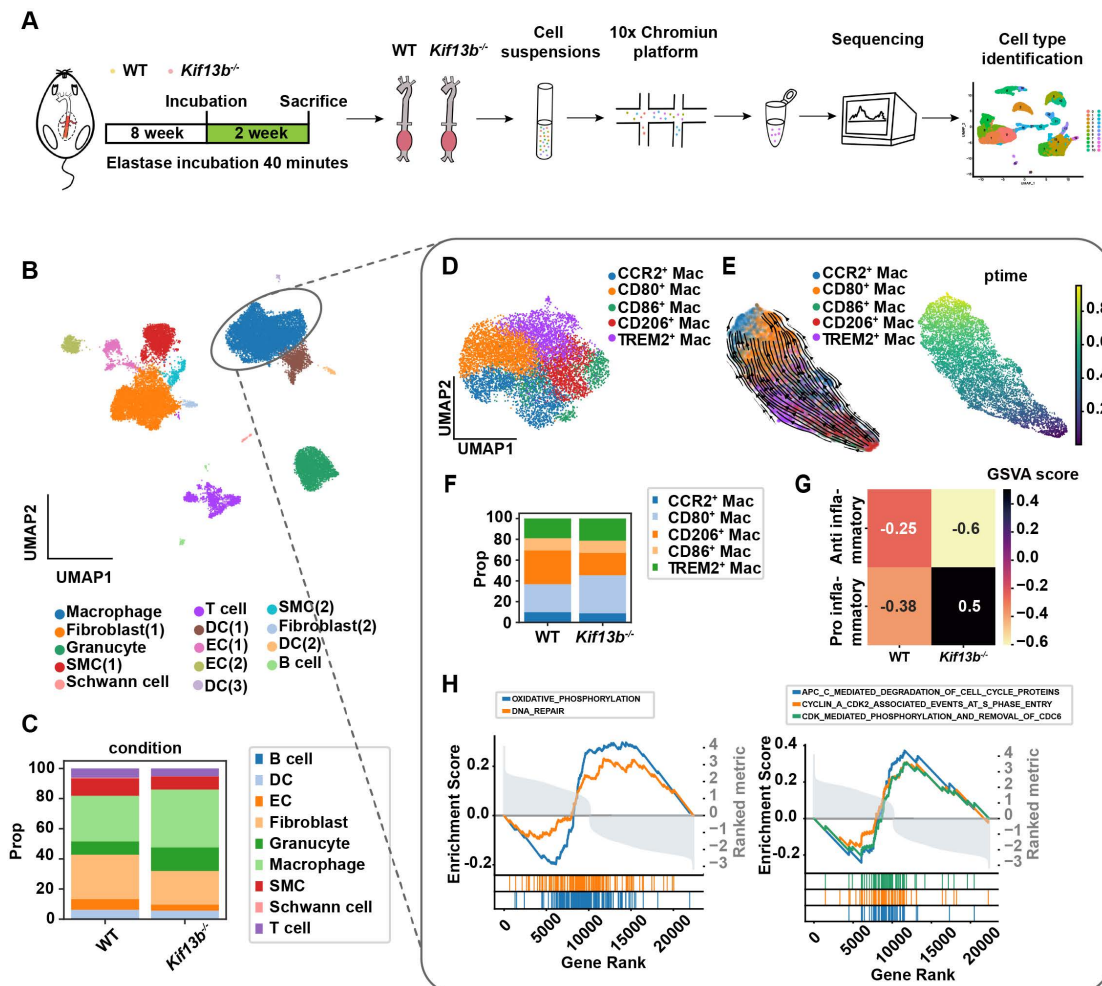 A
WT
Kif13b-/-
Incubation
Sacrifice
8 week
2 week
Elastase incubation 40 minutes
WT
Kif13b-/-
Cell
suspensions
10x Chromiun
platform
Sequencing
Cell type
identification
UMAP_1
B
UMAP2
UMAP1
Macrophage
Fibroblast(1)
Granucyte
SMC(1)
Schwann cell
T cell
DC(1)
EC(1)
EC(2)
DC(3)
SMC(2)
Fibroblast(2)
DC(2)
B cell
C
condition
100
80
60
40
20
0
Prop
WT
Kif13b-/-
B cell
DC
EC
Fibroblast
Granucyte
Macrophage
SMC
Schwann cell
T cell
D
CCR2+ Mac
CD80+ Mac
CD86+ Mac
CD206+ Mac
TREM2+ Mac
UMAP2
UMAP1
E
CCR2+ Mac
CD80+ Mac
CD86+ Mac
CD206+ Mac
TREM2+ Mac
ptime
0.8
0.6
0.4
0.2
F
100
80
60
40
20
0
Prop
WT
Kif13b-/-
CCR2+ Mac
CD80+ Mac
CD206+ Mac
CD86+ Mac
TREM2+ Mac
G
GSVA score
Anti infla-
mmatory
Pro infla-
mmatory
-0.25
-0.6
-0.38
0.5
WT
Kif13b-/-
0.4
0.2
0.0
−0.2
−0.4
−0.6
H
OXIDATIVE_PHOSPHORYLATION
DNA_REPAIR
Enrichment Score
0.2
0.0
-0.2
4
3
2
1
0
−1
−2
−3
Ranked metric
0
5000
10000
15000
20000
Gene Rank
APC_C_MEDIATED_DEGRADATION_OF_CELL_CYCLE_PROTEINS
CYCLIN_A_CDK2_ASSOCIATED_EVENTS_AT_S_PHASE_ENTRY
CDK_MEDIATED_PHOSPHORYLATION_AND_REMOVAL_OF_CDC6
Enrichment Score
0.4
0.2
0.0
-0.2
4
3
2
1
0
−1
−2
−3
Ranked metric
0
5000
10000
15000
20000
Gene Rank